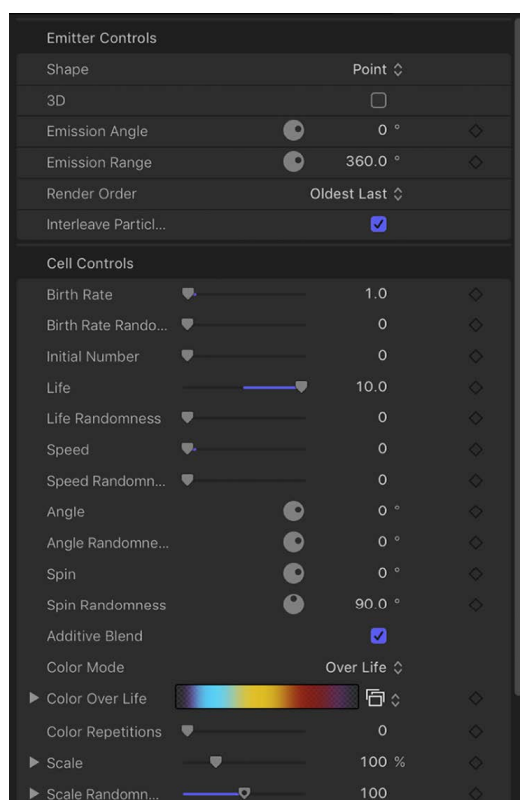 Emitter Controls
Shape Point
3D
Emission Angle 0 °
Emission Range 360.0 °
Render Order Oldest Last
Interleave Particl...
Cell Controls
Birth Rate 1.0
Birth Rate Rando... 0
Initial Number 0
Life 10.0
Life Randomness 0
Speed 0
Speed Randomn... 0
Angle 0 °
Angle Randomne... 0 °
Spin 0 °
Spin Randomness 90.0 °
Additive Blend
Color Mode Over Life
Color Over Life
Color Repetitions 0
Scale 100 %
Scale Randomn... 100